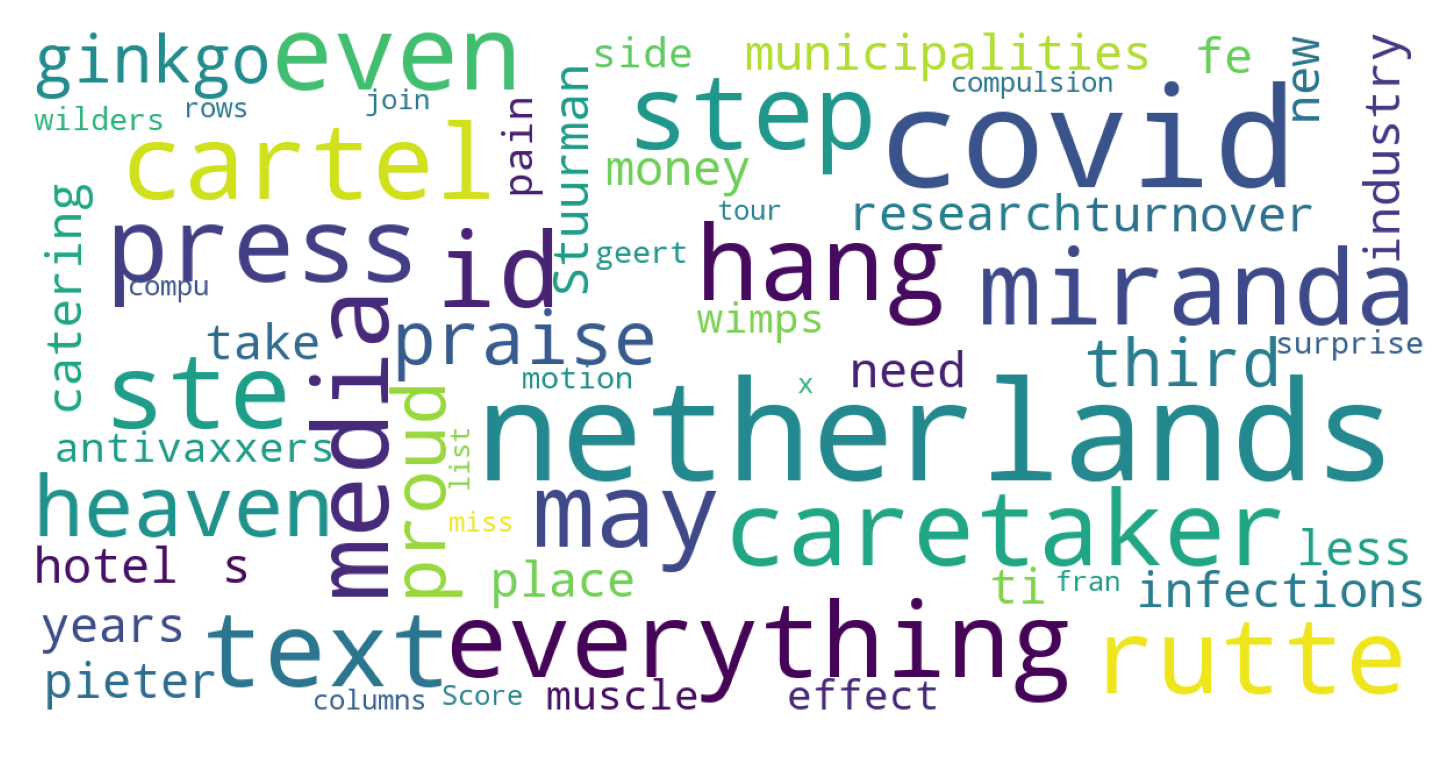 ginkgo
even
side
municipalities
fe
new
industry
wilders
rows
join
pain
stuurman
step
compulsion
covid
cartel
money
catering
press
id
tour
research
turnover
compu
geert
hang
miranda
take
media
praise
wimps
third
surprise
ste
motion
x
need
antivaxxers
proud
list
netherlands
heaven
miss
may
caretaker
less
hotel
s
place
ti
fran
infections
years
text
everything
rutte
pieter
columns
Score
muscle
effect